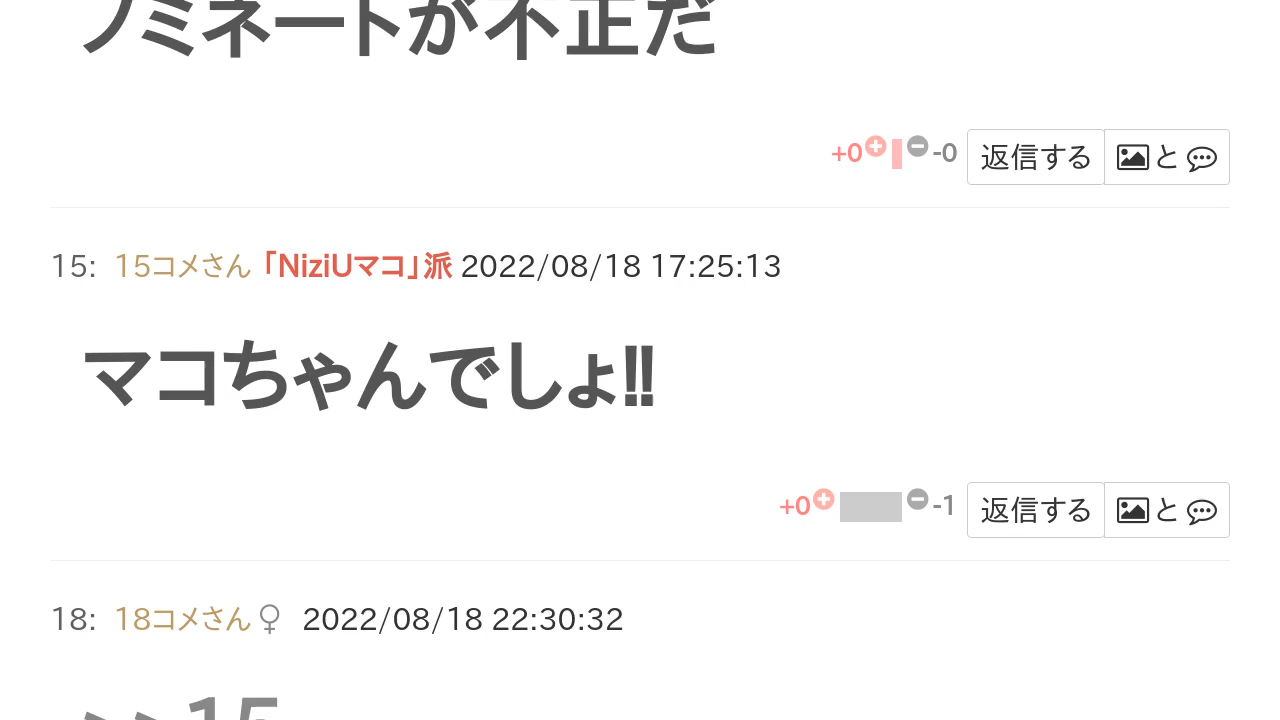 ノミネートが不正だ
+0 -0 返信する と
15: 15コメさん 「NiziUマコ」派 2022/08/18 17:25:13
マコちゃんでしょ!!
+0 -1 返信する と
18: 18コメさん♀ 2022/08/18 22:30:32
>>15